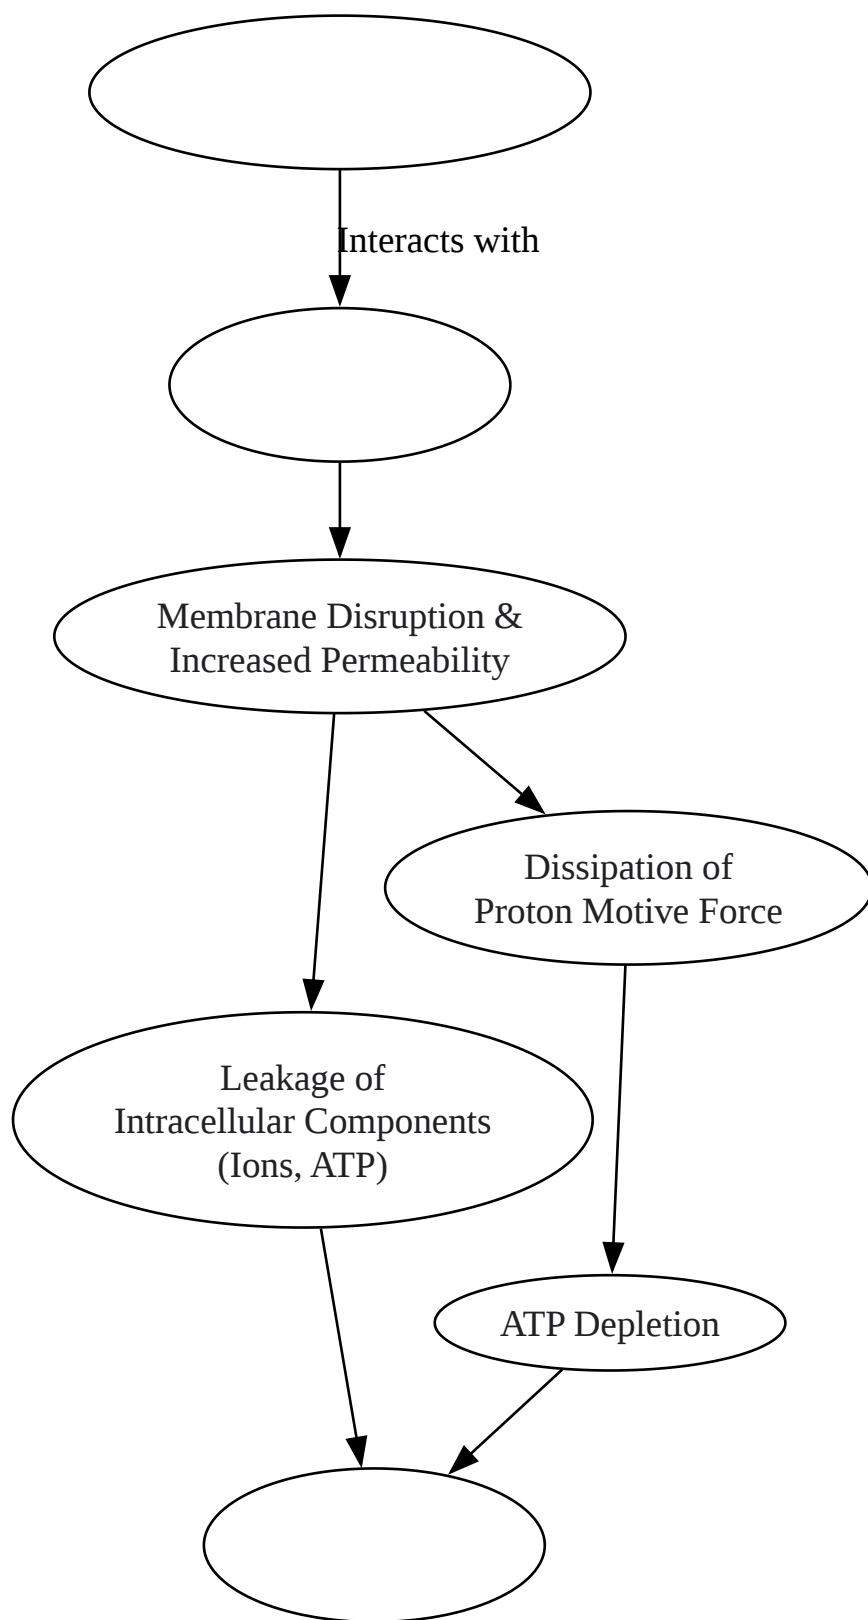 Interacts with
Membrane Disruption &
Increased Permeability
Dissipation of
Proton Motive Force
Leakage of
Intracellular Components
(Ions, ATP)
ATP Depletion